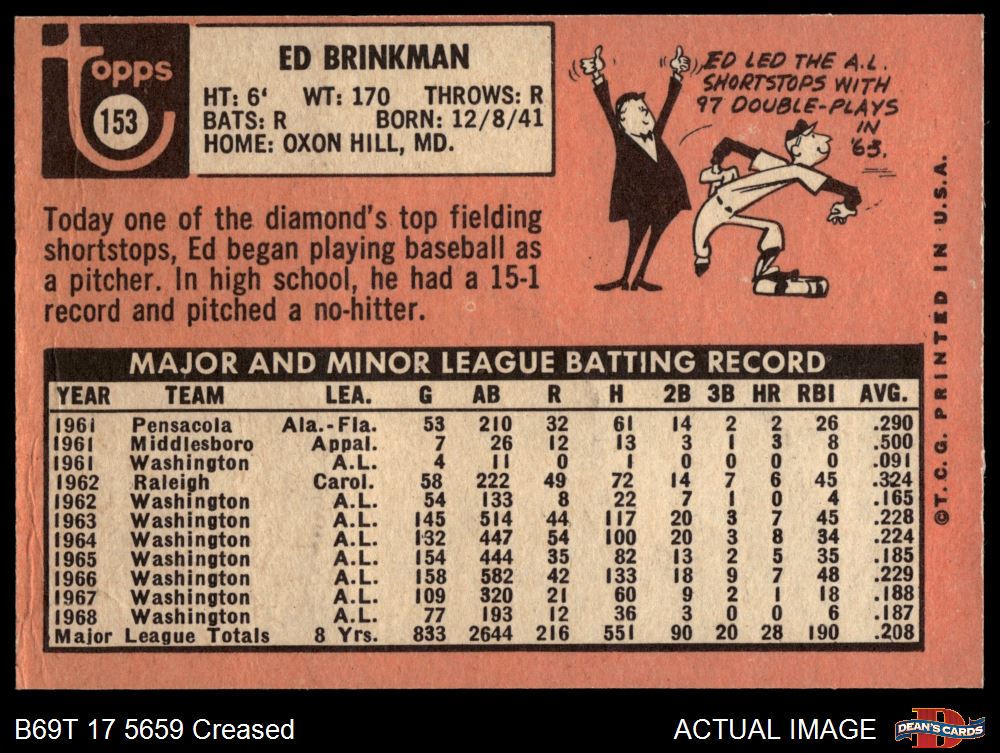 topps
153
ED BRINKMAN
HT: 6' WT: 170 THROWS: R
BATS: R BORN: 12/8/41
HOME: OXON HILL, MD.
ED LED THE A.L.
SHORTSTOPS WITH
97 DOUBLE-PLAYS
IN
'63.
Today one of the diamond's top fielding
shortstops, Ed began playing baseball as
a pitcher. In high school, he had a 15-1
record and pitched a no-hitter.
MAJOR AND MINOR LEAGUE BATTING RECORD
YEAR TEAM LEA. G AB R H 2B 3B HR RBI AVG.
1961 Pensacola Ala.-Fla. 53 210 32 61 14 2 2 26 .290
1961 Middlesboro Appal. 7 26 12 13 3 1 3 8 .500
1961 Washington A.L. 4 11 0 1 0 0 0 0 .091
1962 Raleigh Carol. 58 222 49 72 14 7 6 45 .324
1962 Washington A.L. 54 133 8 22 7 1 0 4 .165
1963 Washington A.L. 145 514 44 117 20 3 7 45 .228
1964 Washington A.L. 132 447 54 100 20 3 8 34 .224
1965 Washington A.L. 154 444 35 82 13 2 5 35 .185
1966 Washington A.L. 158 582 42 133 18 9 7 48 .229
1967 Washington A.L. 109 320 21 60 9 2 1 18 .188
1968 Washington A.L. 77 193 12 36 3 0 0 6 .187
Major League Totals 8 Yrs. 833 2644 216 551 90 20 28 190 .208
©T.C.G. PRINTED IN U.S.A.
B69T 17 5659 Creased
ACTUAL IMAGE
DEAN'S CARDS